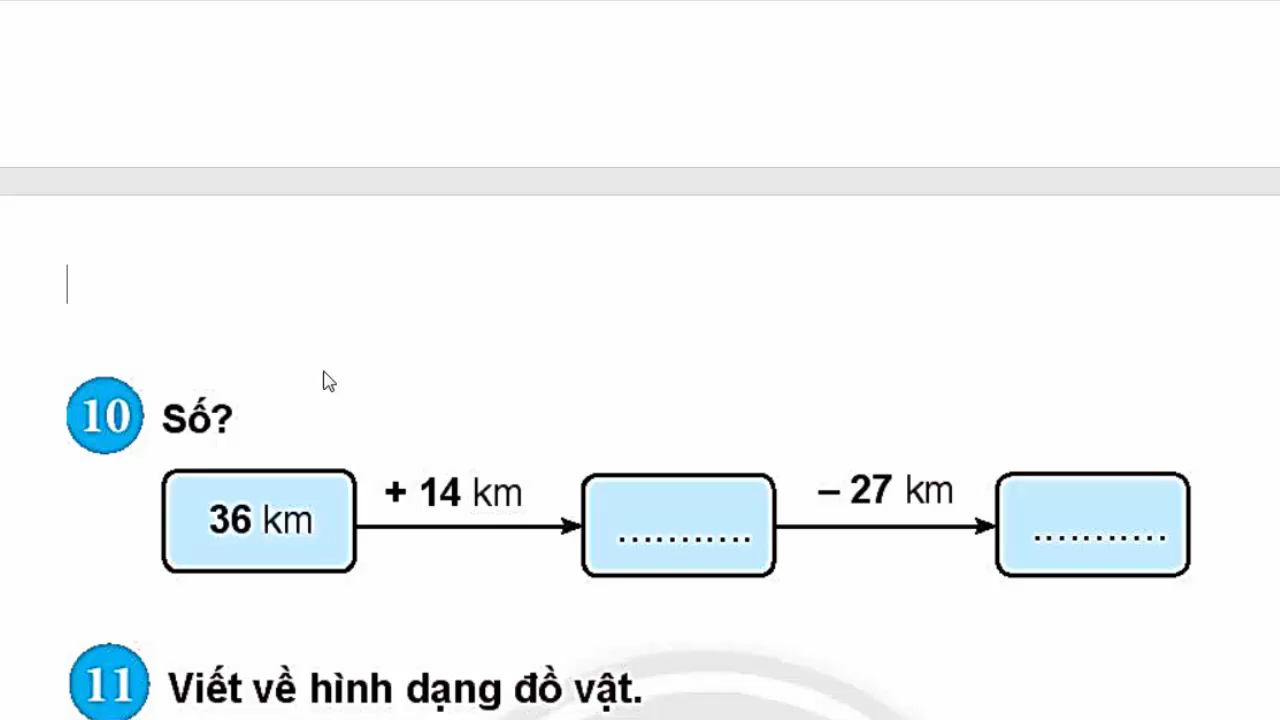 10 Số?
36 km + 14 km ........... – 27 km ...........
11 Viết về hình dạng đồ vật.